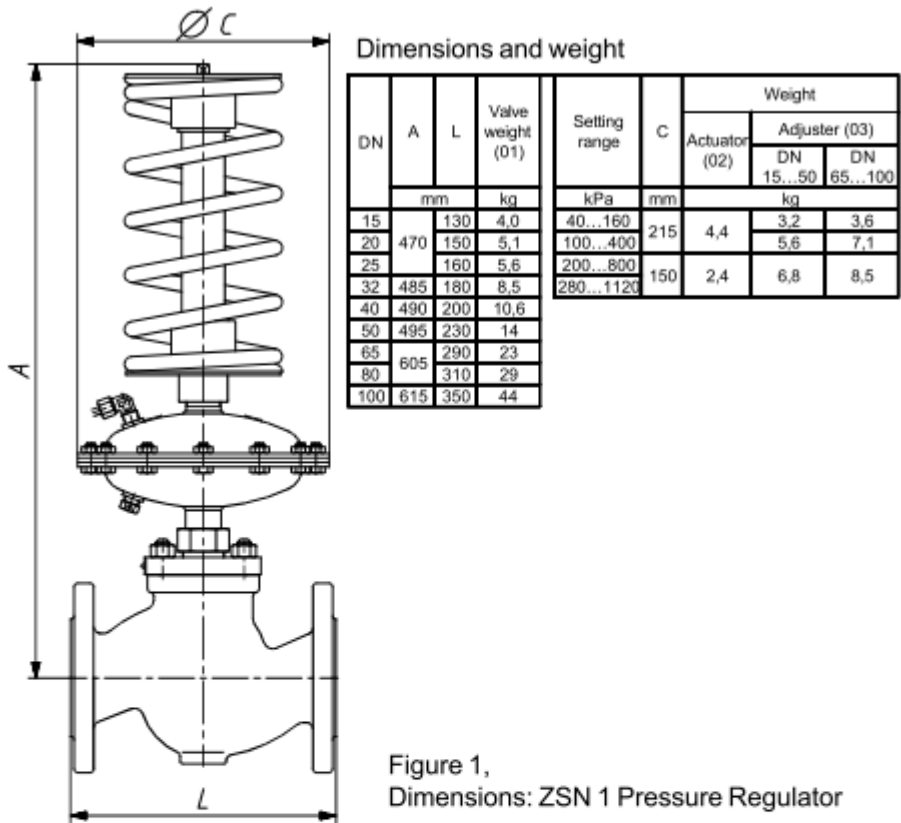 Ø C
Dimensions and weight
DN A L Valve weight (01)
mm kg
15 470 130 4,0
20 150 5,1
25 160 5,6
32 485 180 8,5
40 490 200 10,6
50 495 230 14
65 605 290 23
80 310 29
100 615 350 44
Setting range C Weight
Actuator (02) Adjuster (03)
DN 15...50 DN 65...100
kPa mm kg
40...160 215 4,4 3,2 3,6
100...400 5,6 7,1
200...800 150 2,4 6,8 8,5
280...1120
A
L
Figure 1,
Dimensions: ZSN 1 Pressure Regulator